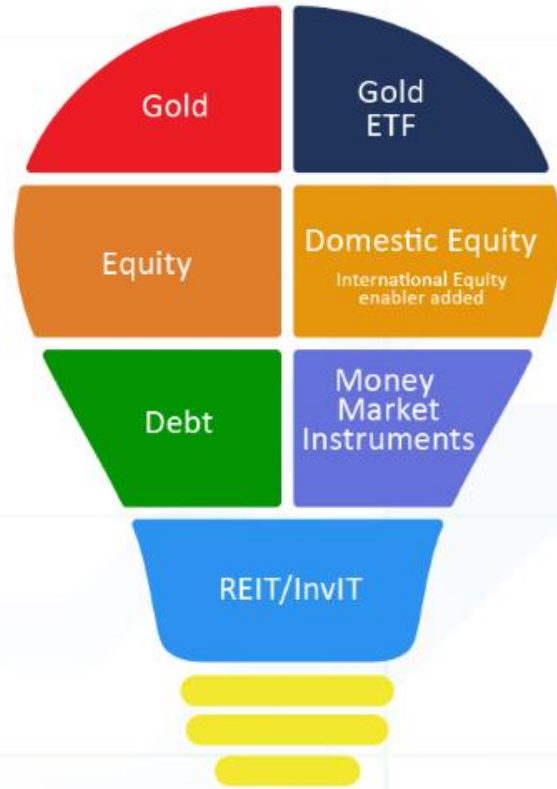 Gold
Gold
ETF
Equity
Domestic Equity
International Equity
enabler added
Debt
Money
Market
Instruments
REIT/InvIT